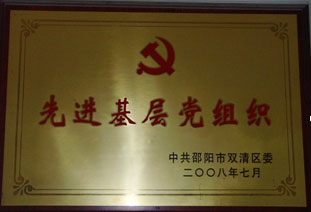 先进基层党组织
中共邵阳市双清区委
二〇〇八年七月